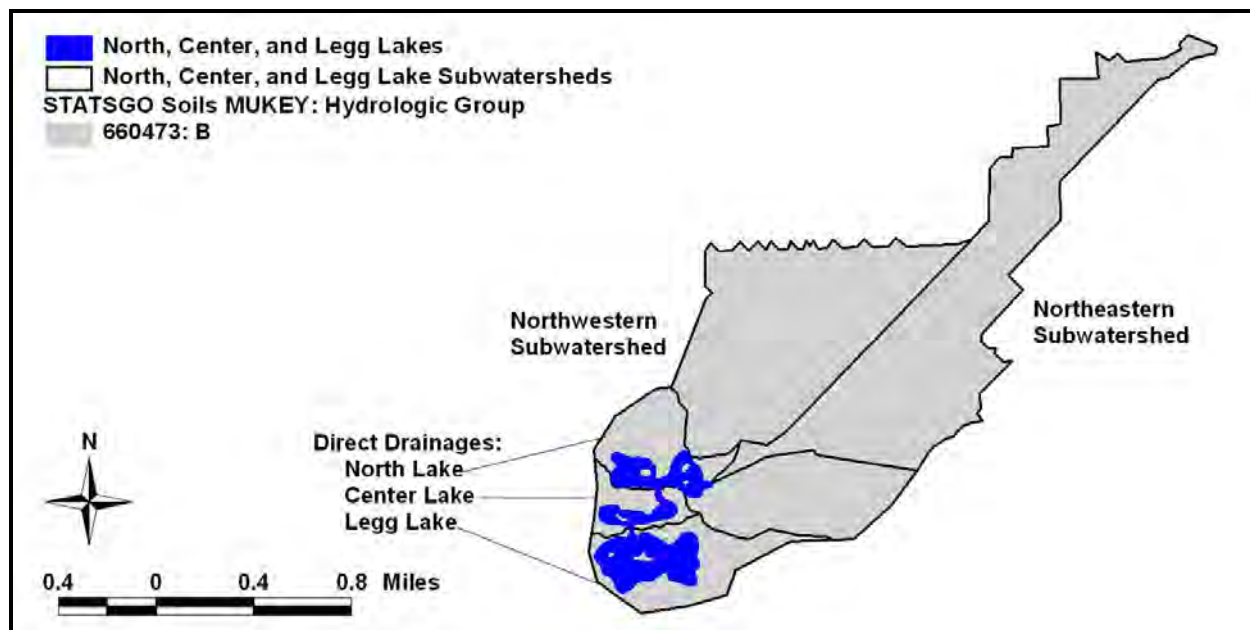 North, Center, and Legg Lakes
North, Center, and Legg Lake Subwatersheds
STATSGO Soils MUKEY: Hydrologic Group
660473: B
Northwestern
Subwatershed
Northeastern
Subwatershed
Direct Drainages:
North Lake
Center Lake
Legg Lake
N
0.4 0 0.4 0.8 Miles